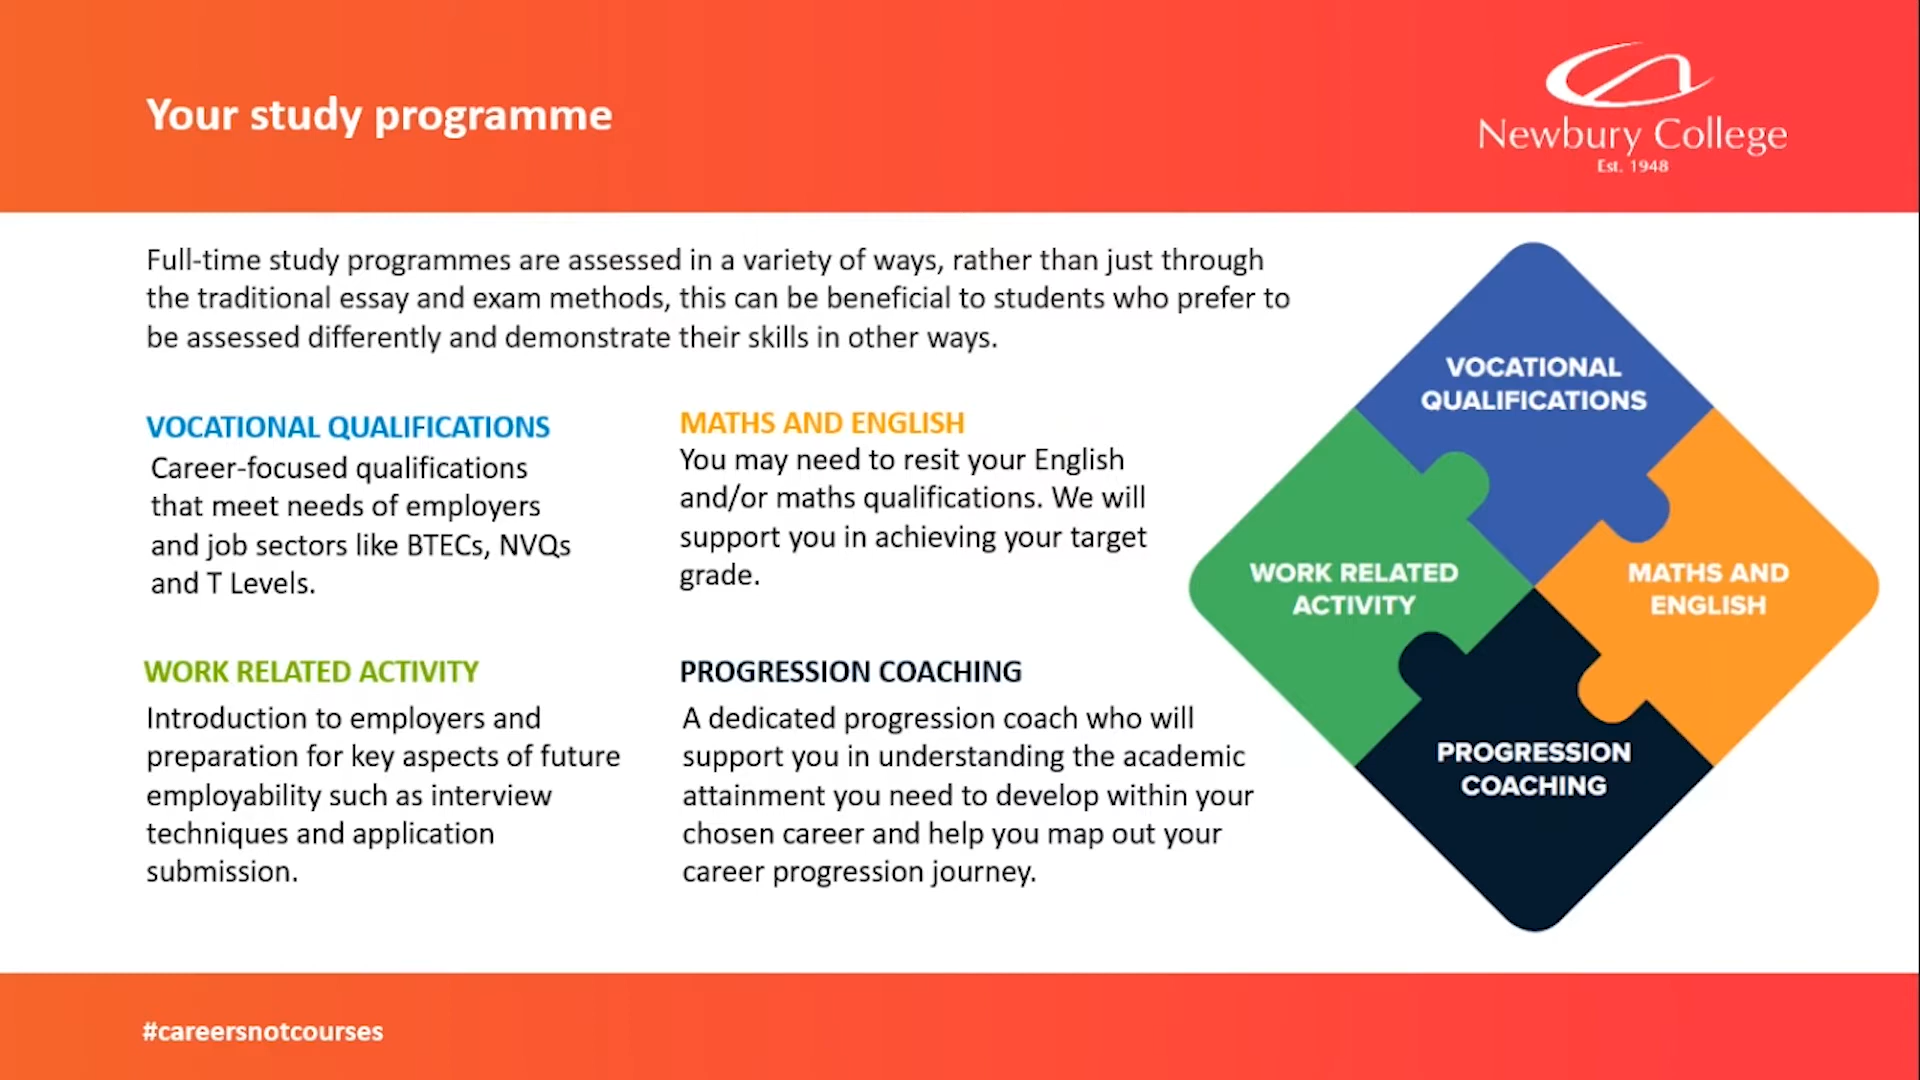 Your study programme
Newbury College
Est. 1948
Full-time study programmes are assessed in a variety of ways, rather than just through
the traditional essay and exam methods, this can be beneficial to students who prefer to
be assessed differently and demonstrate their skills in other ways.
VOCATIONAL QUALIFICATIONS
Career-focused qualifications
that meet needs of employers
and job sectors like BTECs, NVQs
and T Levels.
MATHS AND ENGLISH
You may need to resit your English
and/or maths qualifications. We will
support you in achieving your target
grade.
WORK RELATED ACTIVITY
Introduction to employers and
preparation for key aspects of future
employability such as interview
techniques and application
submission.
PROGRESSION COACHING
A dedicated progression coach who will
support you in understanding the academic
attainment you need to develop within your
chosen career and help you map out your
career progression journey.
VOCATIONAL
QUALIFICATIONS
WORK RELATED
ACTIVITY
MATHS AND
ENGLISH
PROGRESSION
COACHING
#careersnotcourses